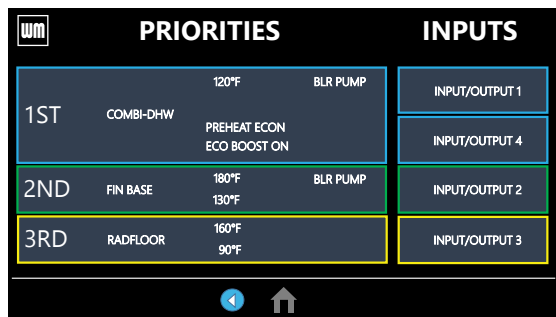 wm PRIORITIES INPUTS
1ST COMBI-DHW 120°F BLR PUMP
PREHEAT ECON
ECO BOOST ON
INPUT/OUTPUT 1
INPUT/OUTPUT 4
2ND FIN BASE 180°F BLR PUMP
130°F
INPUT/OUTPUT 2
3RD RADFLOOR 160°F
90°F
INPUT/OUTPUT 3